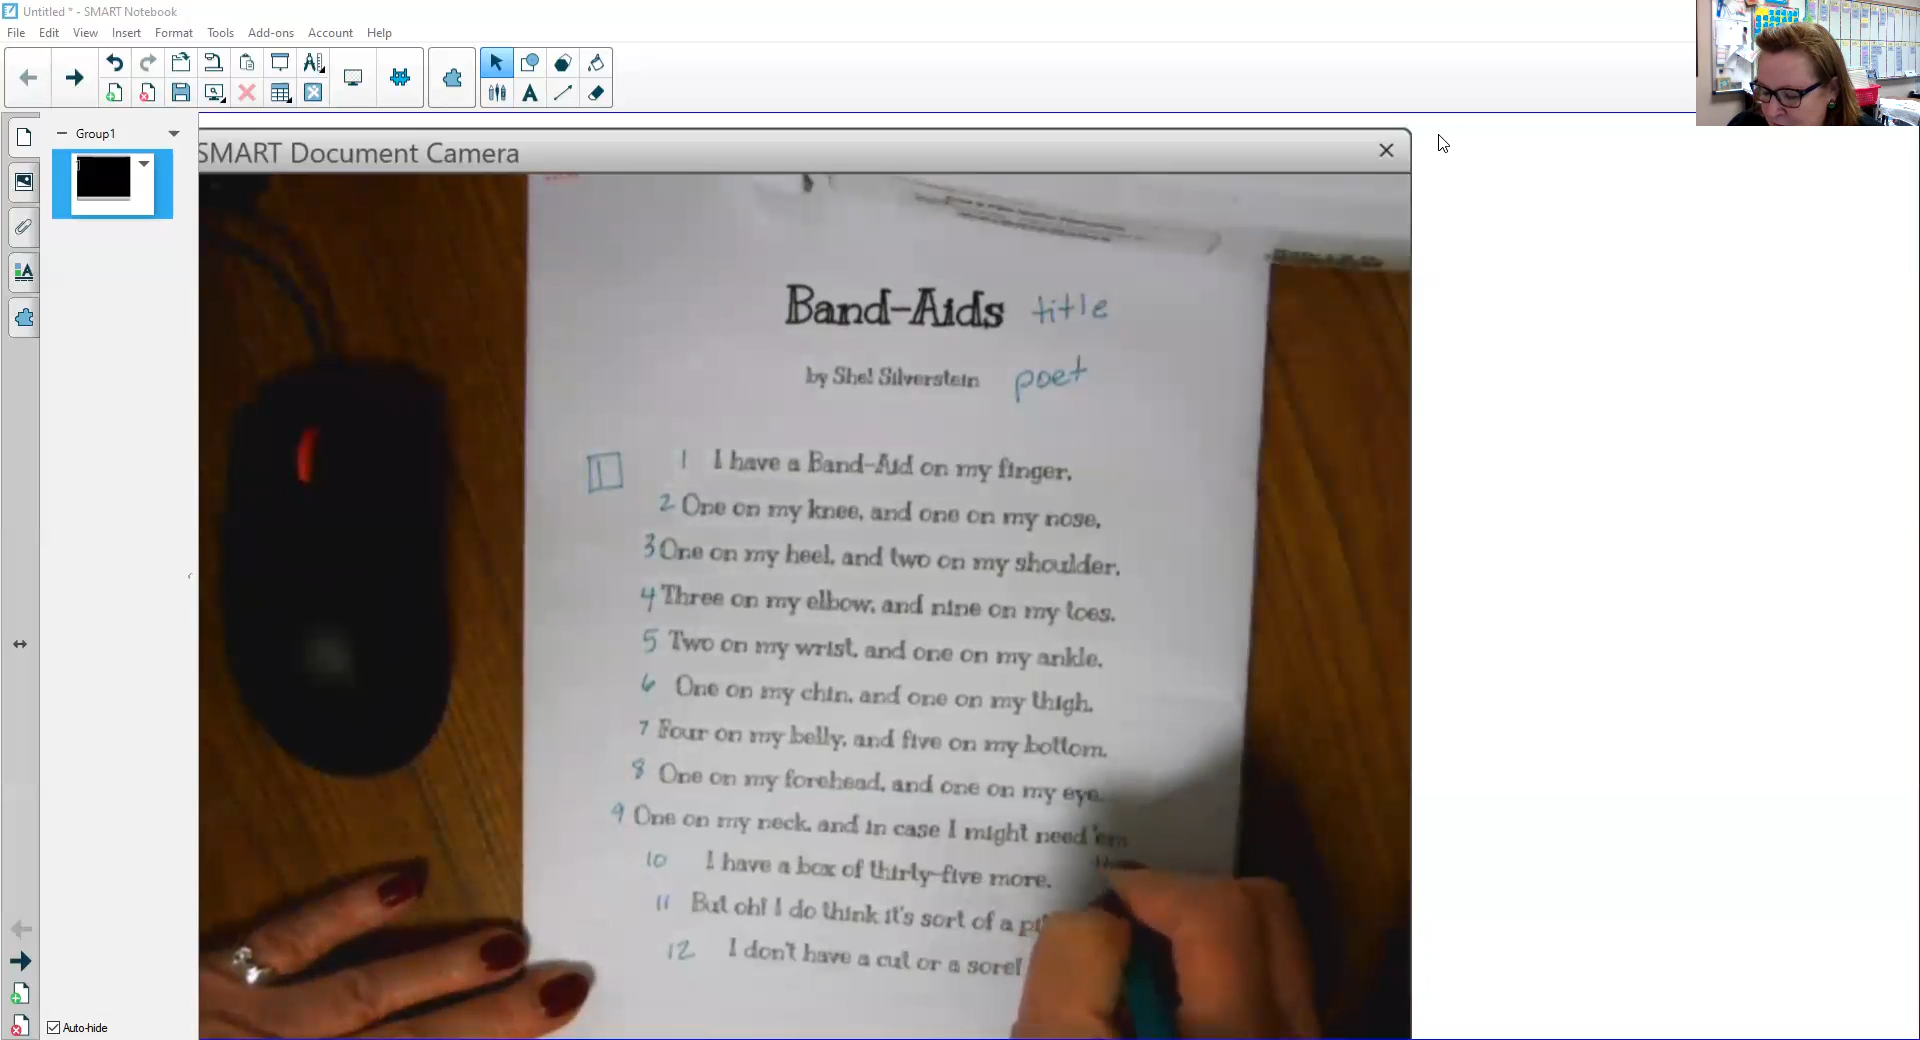 Untitled * - SMART Notebook
File Edit View Insert Format Tools Add-ons Account Help
Group1
SMART Document Camera
Band-Aids title
by Shel Silverstein poet
1
1 I have a Band-Aid on my finger,
2 One on my knee, and one on my nose,
3 One on my heel, and two on my shoulder,
4 Three on my elbow, and nine on my toes.
5 Two on my wrist, and one on my ankle,
6 One on my chin, and one on my thigh,
7 Four on my belly, and five on my bottom,
8 One on my forehead, and one on my eye.
9 One on my neck, and in case I might need 'em
10 I have a box of thirty-five more.
11 But oh! I do think it's sort of a
12 I don't have a cut or a sore!
Auto-hide